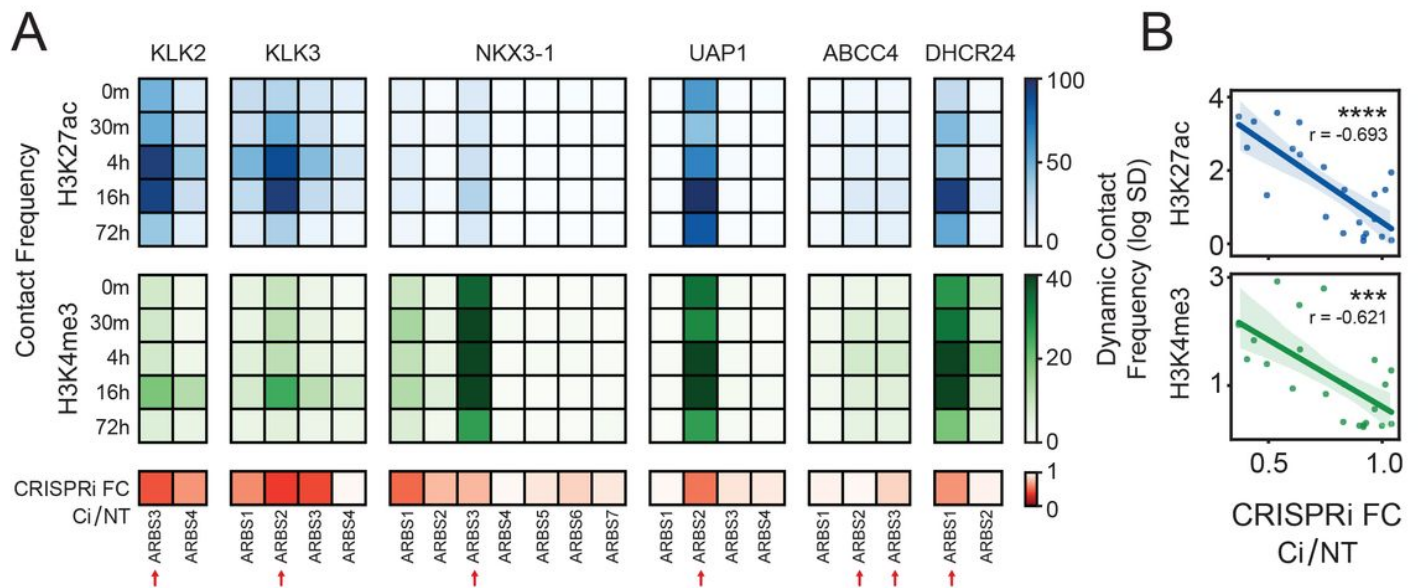 A
KLK2 KLK3 NKX3-1 UAP1 ABCC4 DHCR24
Contact Frequency
H3K27ac
0m
30m
4h
16h
72h
100
50
0
H3K4me3
0m
30m
4h
16h
72h
40
20
0
CRISPRi FC
Ci/NT
1
0
ARBS3 ARBS4 ARBS1 ARBS2 ARBS3 ARBS4 ARBS1 ARBS2 ARBS3 ARBS4 ARBS5 ARBS6 ARBS7 ARBS1 ARBS2 ARBS3 ARBS4 ARBS1 ARBS2 ARBS3 ARBS1 ARBS2
B
Dynamic Contact
Frequency (log SD)
H3K27ac
4
2
0
****
r = -0.693
H3K4me3
3
1
***
r = -0.621
0.5 1.0
CRISPRi FC
Ci/NT